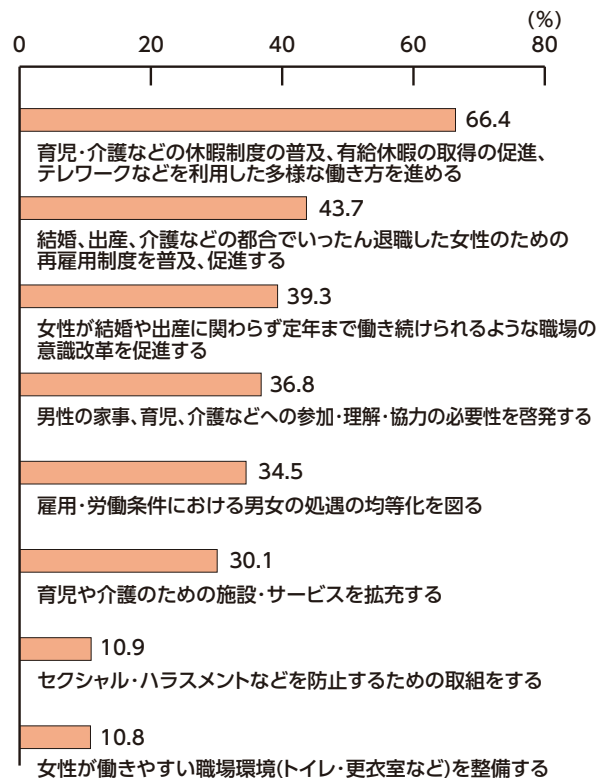 (%)
0 20 40 60 80
66.4
育児・介護などの休暇制度の普及、有給休暇の取得の促進、
テレワークなどを利用した多様な働き方を進める
43.7
結婚、出産、介護などの都合でいったん退職した女性のための
再雇用制度を普及、促進する
39.3
女性が結婚や出産に関わらず定年まで働き続けられるような職場の
意識改革を促進する
36.8
男性の家事、育児、介護などへの参加・理解・協力の必要性を啓発する
34.5
雇用・労働条件における男女の処遇の均等化を図る
30.1
育児や介護のための施設・サービスを拡充する
10.9
セクシャル・ハラスメントなどを防止するための取組をする
10.8
女性が働きやすい職場環境(トイレ・更衣室など)を整備する